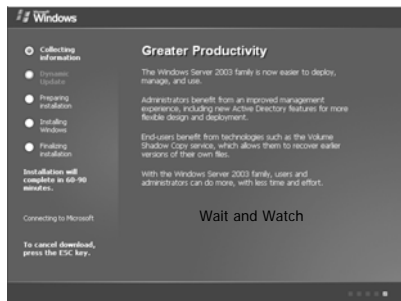 Microsoft
Windows
Collecting
information
Dynamic
Update
Preparing
installation
Installing
Windows
Finalizing
installation
Installation will
complete in 60-90
minutes.
Connecting to Microsoft
To cancel download,
press the ESC key.
Greater Productivity
The Windows Server 2003 family is now easier to deploy,
manage, and use.
Administrators benefit from an improved management
experience, including new Active Directory features for more
flexible design and deployment.
End-users benefit from technologies such as the Volume
Shadow Copy service, which allows them to recover earlier
versions of their own files.
With the Windows Server 2003 family, users and
administrators can do more, with less time and effort.
Wait and Watch